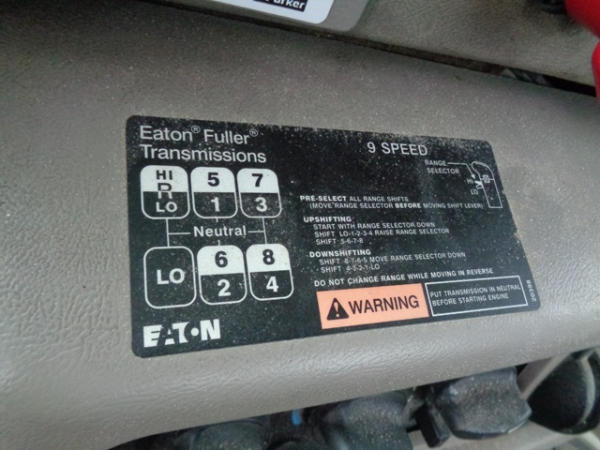 Parker
Eaton® Fuller®
Transmissions
9 SPEED
RANGE
SELECTOR
HI
HI
R
LO
5
1
7
3
Neutral
LO
6
2
8
4
PRE-SELECT ALL RANGE SHIFTS
(MOVE RANGE SELECTOR BEFORE MOVING SHIFT LEVER)
UPSHIFTING
START WITH RANGE SELECTOR DOWN
SHIFT LO-1-2-3-4 RAISE RANGE SELECTOR
SHIFT 5-6-7-8
DOWNSHIFTING
SHIFT 8-7-6-5 MOVE RANGE SELECTOR DOWN
SHIFT 4-3-2-1-LO
DO NOT CHANGE RANGE WHILE MOVING IN REVERSE
WARNING
PUT TRANSMISSION IN NEUTRAL
BEFORE STARTING ENGINE
EATON